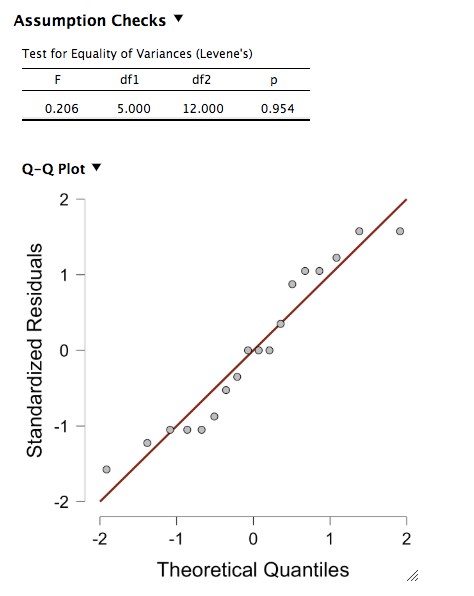 Assumption Checks ▼
Test for Equality of Variances (Levene's)
F df1 df2 p
0.206 5.000 12.000 0.954
Q-Q Plot ▼
2
1
0
-1
-2
Standardized Residuals
-2 -1 0 1 2
Theoretical Quantiles